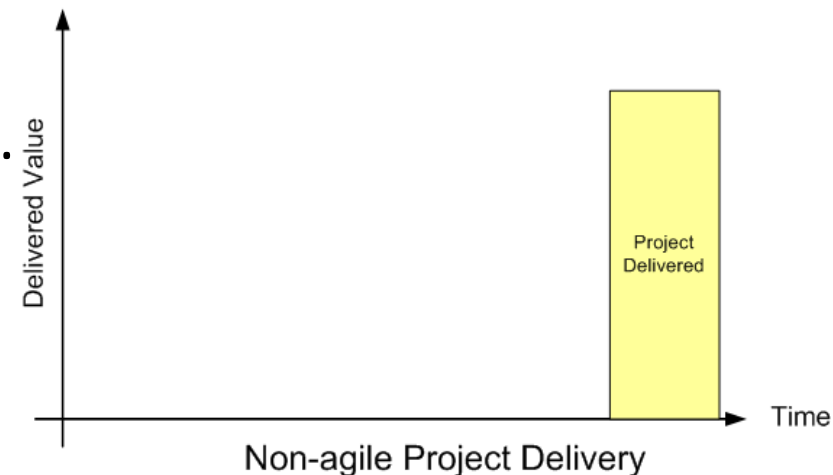 Delivered Value
Project
Delivered
Time
Non-agile Project Delivery